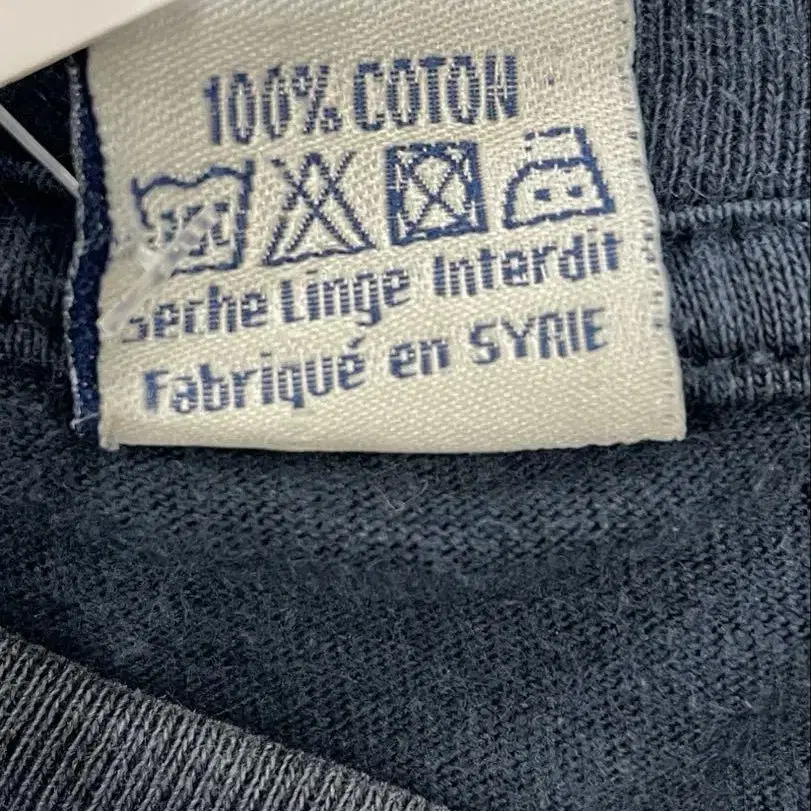 100% COTON
Seche Linge Interdit
Fabriqué en SYRIE